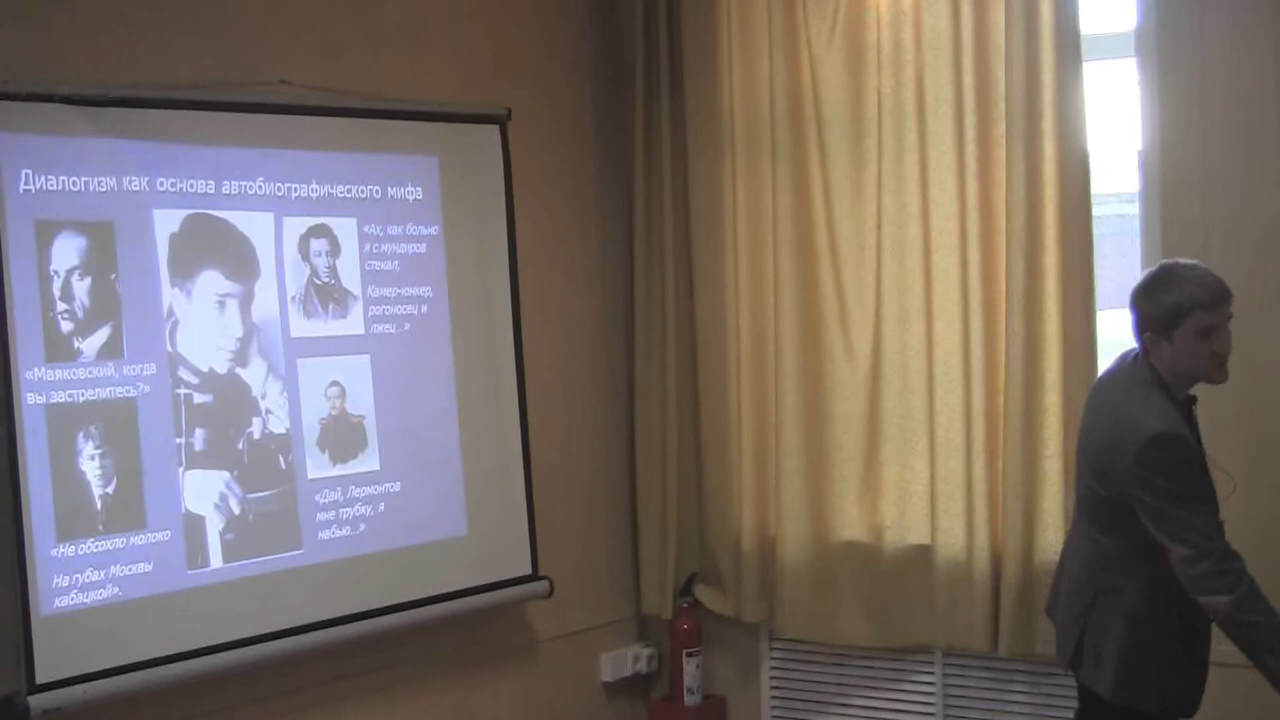 Диалогизм как основа автобиографического мифа
«Маяковский, когда
вы застрелитесь?»
«Не обсохло молоко
На губах Москвы
кабацкой».
«Ах, как больно
я с мундиров
стекал,
Камер-юнкер,
рогоносец и
лжец...»
«Дай, Лермонтов
мне трубку, я
набью...»